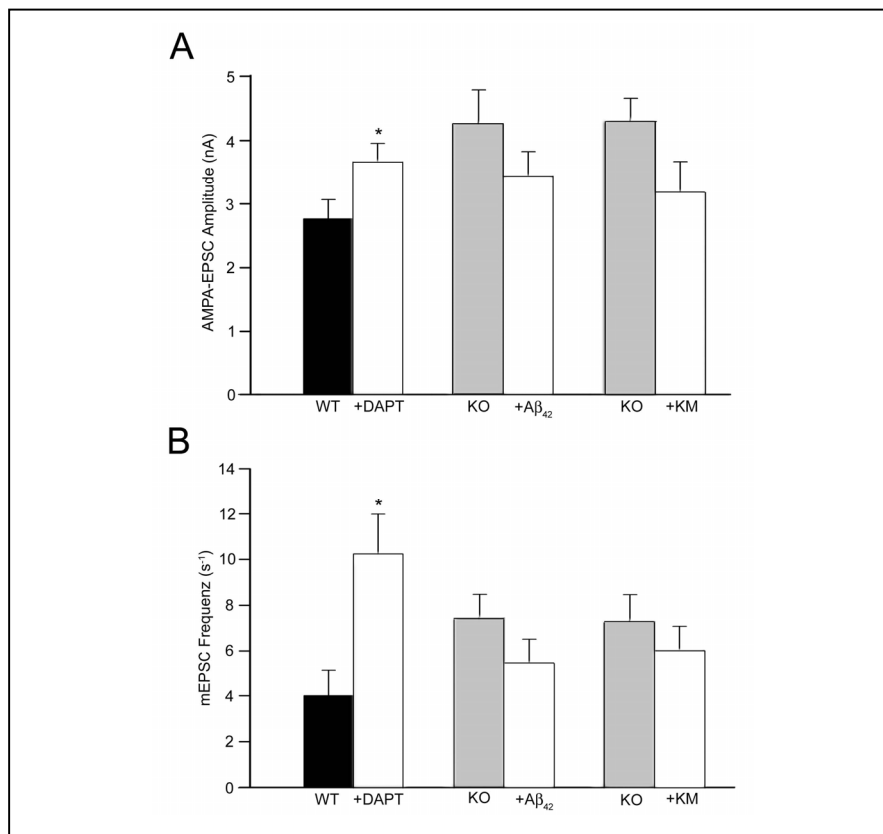 A
AMPA-EPSC Amplitude (nA)
5
4
3
2
1
0
*
WT +DAPT KO +Aβ₄₂ KO +KM
B
mEPSC Frequenz (s⁻¹)
14
12
10
8
6
4
2
0
*
WT +DAPT KO +Aβ₄₂ KO +KM